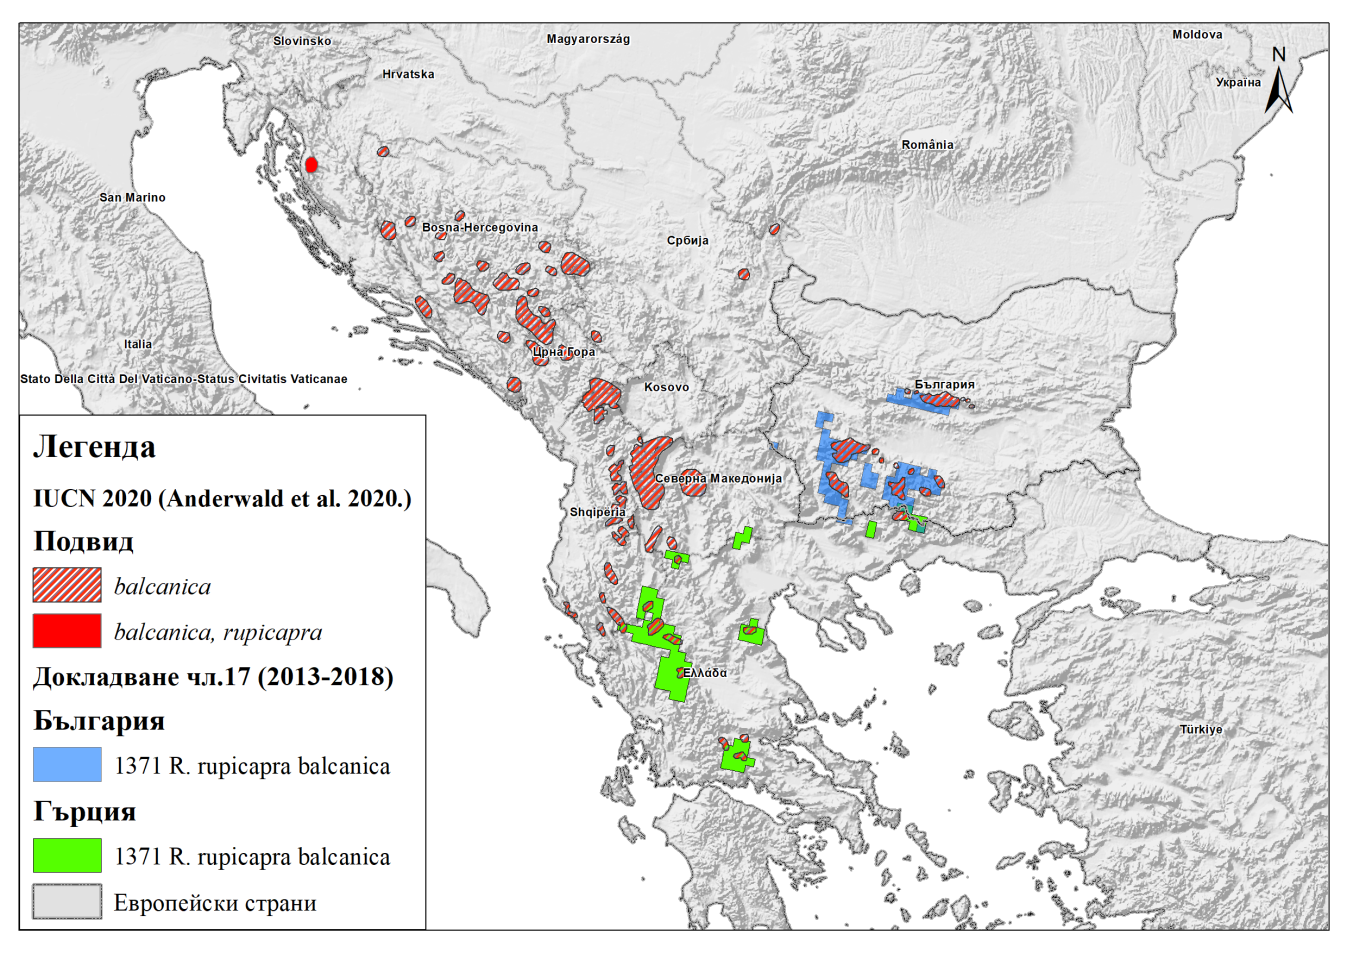 Slovinsko
Magyarország
Moldova
Hrvatska
Україна
N
România
San Marino
Bosna-Hercegovina
Србија
Italia
Црна Гора
Stato Della Città Del Vaticano-Status Civitatis Vaticanae
Kosovo
България
Северна Македонија
Shqipëria
Ελλάδα
Türkiye
Легенда
IUCN 2020 (Anderwald et al. 2020.)
Подвид
balcanica
balcanica, rupicapra
Докладване чл.17 (2013-2018)
България
1371 R. rupicapra balcanica
Гърция
1371 R. rupicapra balcanica
Европейски страни